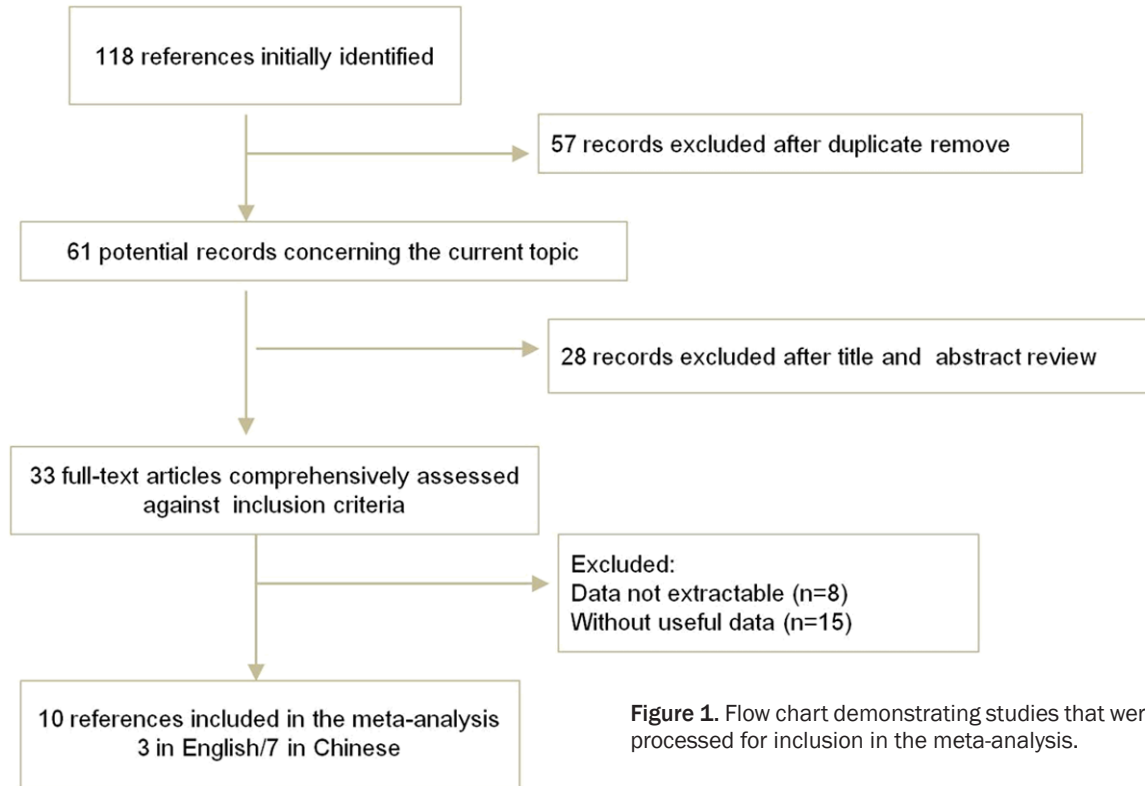 118 references initially identified
57 records excluded after duplicate remove
61 potential records concerning the current topic
28 records excluded after title and abstract review
33 full-text articles comprehensively assessed
against inclusion criteria
Excluded:
Data not extractable (n=8)
Without useful data (n=15)
10 references included in the meta-analysis
3 in English/7 in Chinese
Figure 1. Flow chart demonstrating studies that wer
processed for inclusion in the meta-analysis.